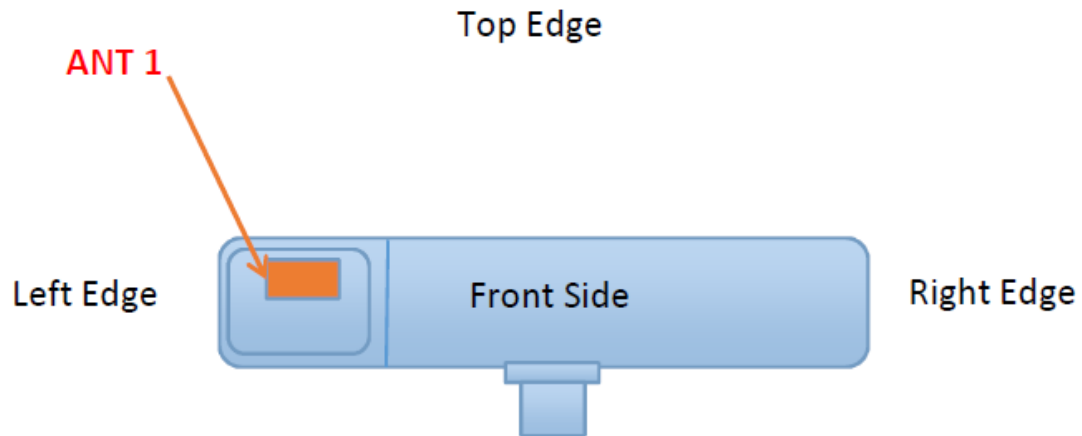 Top Edge
ANT 1
Left Edge
Front Side
Right Edge